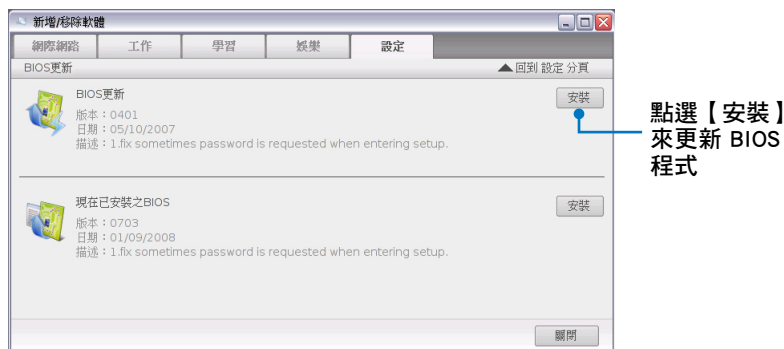 新增/移除軟體
網際網路 工作 學習 娛樂 設定
BIOS更新 ▲回到 設定 分頁
BIOS更新 安裝
版本：0401
日期：05/10/2007
描述：1.fix sometimes password is requested when entering setup.
點選【安裝】
來更新 BIOS
程式
現在已安裝之BIOS 安裝
版本：0703
日期：01/09/2008
描述：1.fix sometimes password is requested when entering setup.
關閉